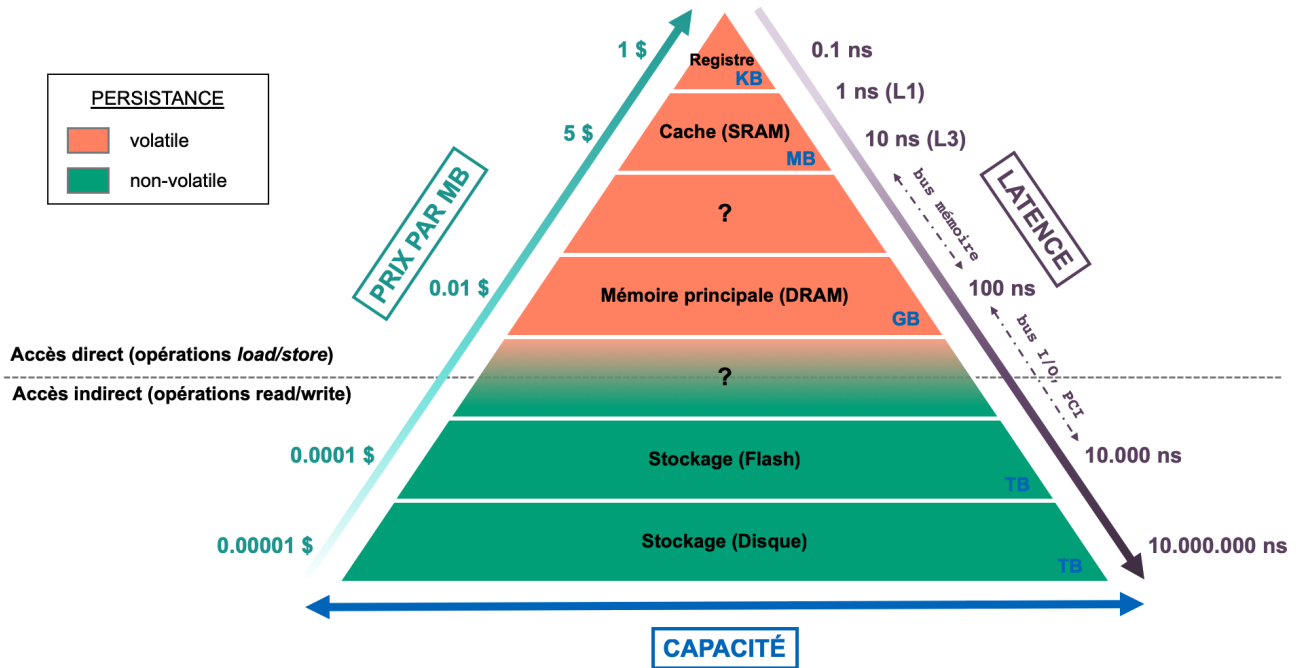 1 $
0.1 ns
Registre
KB
PERSISTANCE
volatile
non-volatile
1 ns (L1)
5 $
Cache (SRAM)
MB
10 ns (L3)
PRIX PAR MB
?
bus mémoire
LATENCE
0.01 $
Mémoire principale (DRAM)
GB
100 ns
bus I/O, PCI
Accès direct (opérations load/store)
?
Accès indirect (opérations read/write)
0.0001 $
Stockage (Flash)
TB
10.000 ns
0.00001 $
Stockage (Disque)
TB
10.000.000 ns
CAPACITÉ